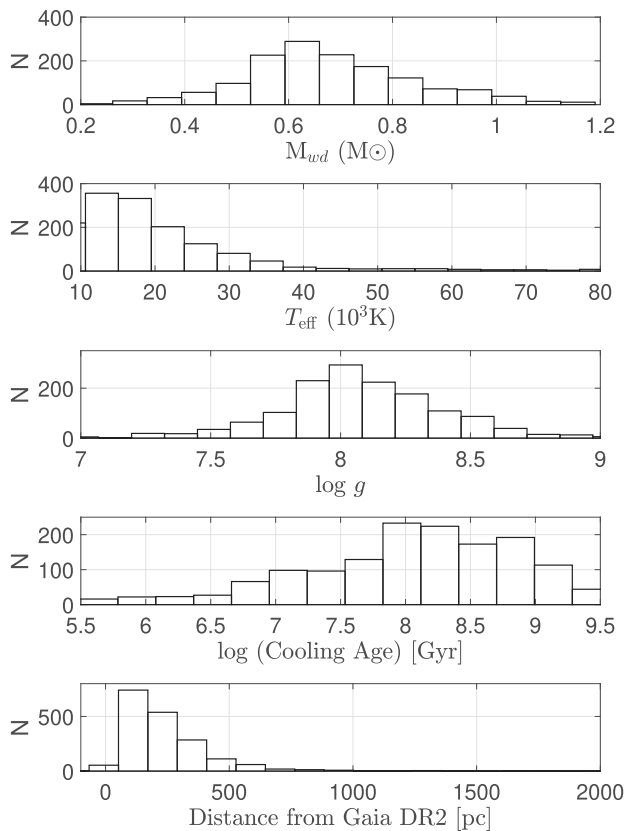 400
200
0
N
0.2 0.4 0.6 0.8 1 1.2
M_wd (M⊙)
400
200
0
N
10 20 30 40 50 60 70 80
T_eff (10³K)
200
0
N
7 7.5 8 8.5 9
log g
200
100
0
N
5.5 6 6.5 7 7.5 8 8.5 9 9.5
log (Cooling Age) [Gyr]
500
0
N
0 500 1000 1500 2000
Distance from Gaia DR2 [pc]